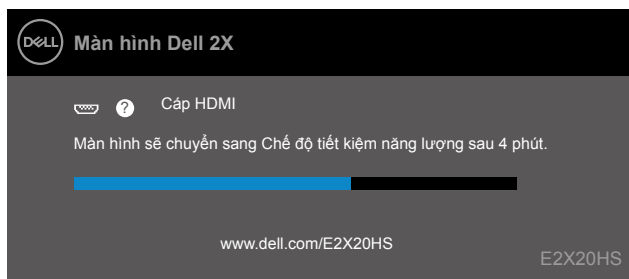 DELL Màn hình Dell 2X
? Cáp HDMI
Màn hình sẽ chuyển sang Chế độ tiết kiệm năng lượng sau 4 phút.
www.dell.com/E2X20HS
E2X20HS